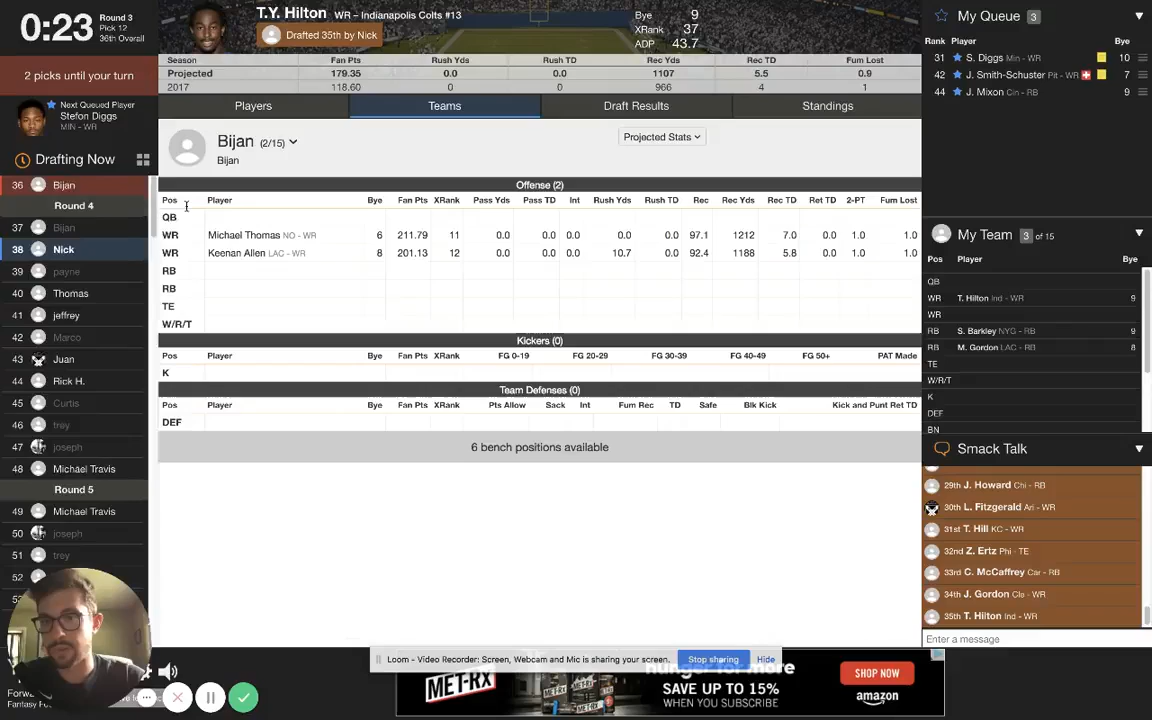 0:23
Round 3
Pick 12
36th Overall
T.Y. Hilton WR – Indianapolis Colts #13
Drafted 35th by Nick
Bye 9
XRank 37
ADP 43.7
My Queue 3
Rank Player Bye
31 S. Diggs Min - WR 10
42 J. Smith-Schuster Pit - WR 7
44 J. Mixon Cin - RB 9
2 picks until your turn
Next Queued Player
Stefon Diggs
MIN - WR
Season Fan Pts Rush Yds Rush TD Rec Yds Rec TD Fum Lost
Projected 179.35 0.0 0.0 1107 5.5 0.9
2017 118.60 0 0 966 4 1
Players Teams Draft Results Standings
Bijan (2/15)
Bijan
Projected Stats
Drafting Now
36 Bijan
Round 4
37 Bijan
38 Nick
39 payne
40 Thomas
41 jeffrey
42 Marco
43 Juan
44 Rick H.
45 Curtis
46 trey
47 joseph
48 Michael Travis
Round 5
49 Michael Travis
50 joseph
51 trey
52
Offense (2)
Pos Player Bye Fan Pts XRank Pass Yds Pass TD Int Rush Yds Rush TD Rec Rec Yds Rec TD Ret TD 2-PT Fum Lost
QB
WR Michael Thomas NO - WR 6 211.79 11 0.0 0.0 0.0 0.0 0.0 97.1 1212 7.0 0.0 1.0 1.0
WR Keenan Allen LAC - WR 8 201.13 12 0.0 0.0 0.0 10.7 0.0 92.4 1188 5.8 0.0 1.0 1.0
RB
RB
TE
W/R/T
Kickers (0)
Pos Player Bye Fan Pts XRank FG 0-19 FG 20-29 FG 30-39 FG 40-49 FG 50+ PAT Made
K
Team Defenses (0)
Pos Player Bye Fan Pts XRank Pts Allow Sack Int Fum Rec TD Safe Blk Kick Kick and Punt Ret TD
DEF
6 bench positions available
My Team 3 of 15
Pos Player Bye
QB
WR T. Hilton Ind - WR 9
WR
RB S. Barkley NYG - RB 9
RB M. Gordon LAC - RB 8
TE
W/R/T
K
DEF
BN
Smack Talk
29th J. Howard Chi - RB
30th L. Fitzgerald Ari - WR
31st T. Hill KC - WR
32nd Z. Ertz Phi - TE
33rd C. McCaffrey Car - RB
34th J. Gordon Cle - WR
35th T. Hilton Ind - WR
Enter a message
Loom - Video Recorder: Screen, Webcam and Mic is sharing your screen. Stop sharing Hide
MET-RX
hunger for more
SAVE UP TO 15%
WHEN YOU SUBSCRIBE
SHOP NOW
amazon